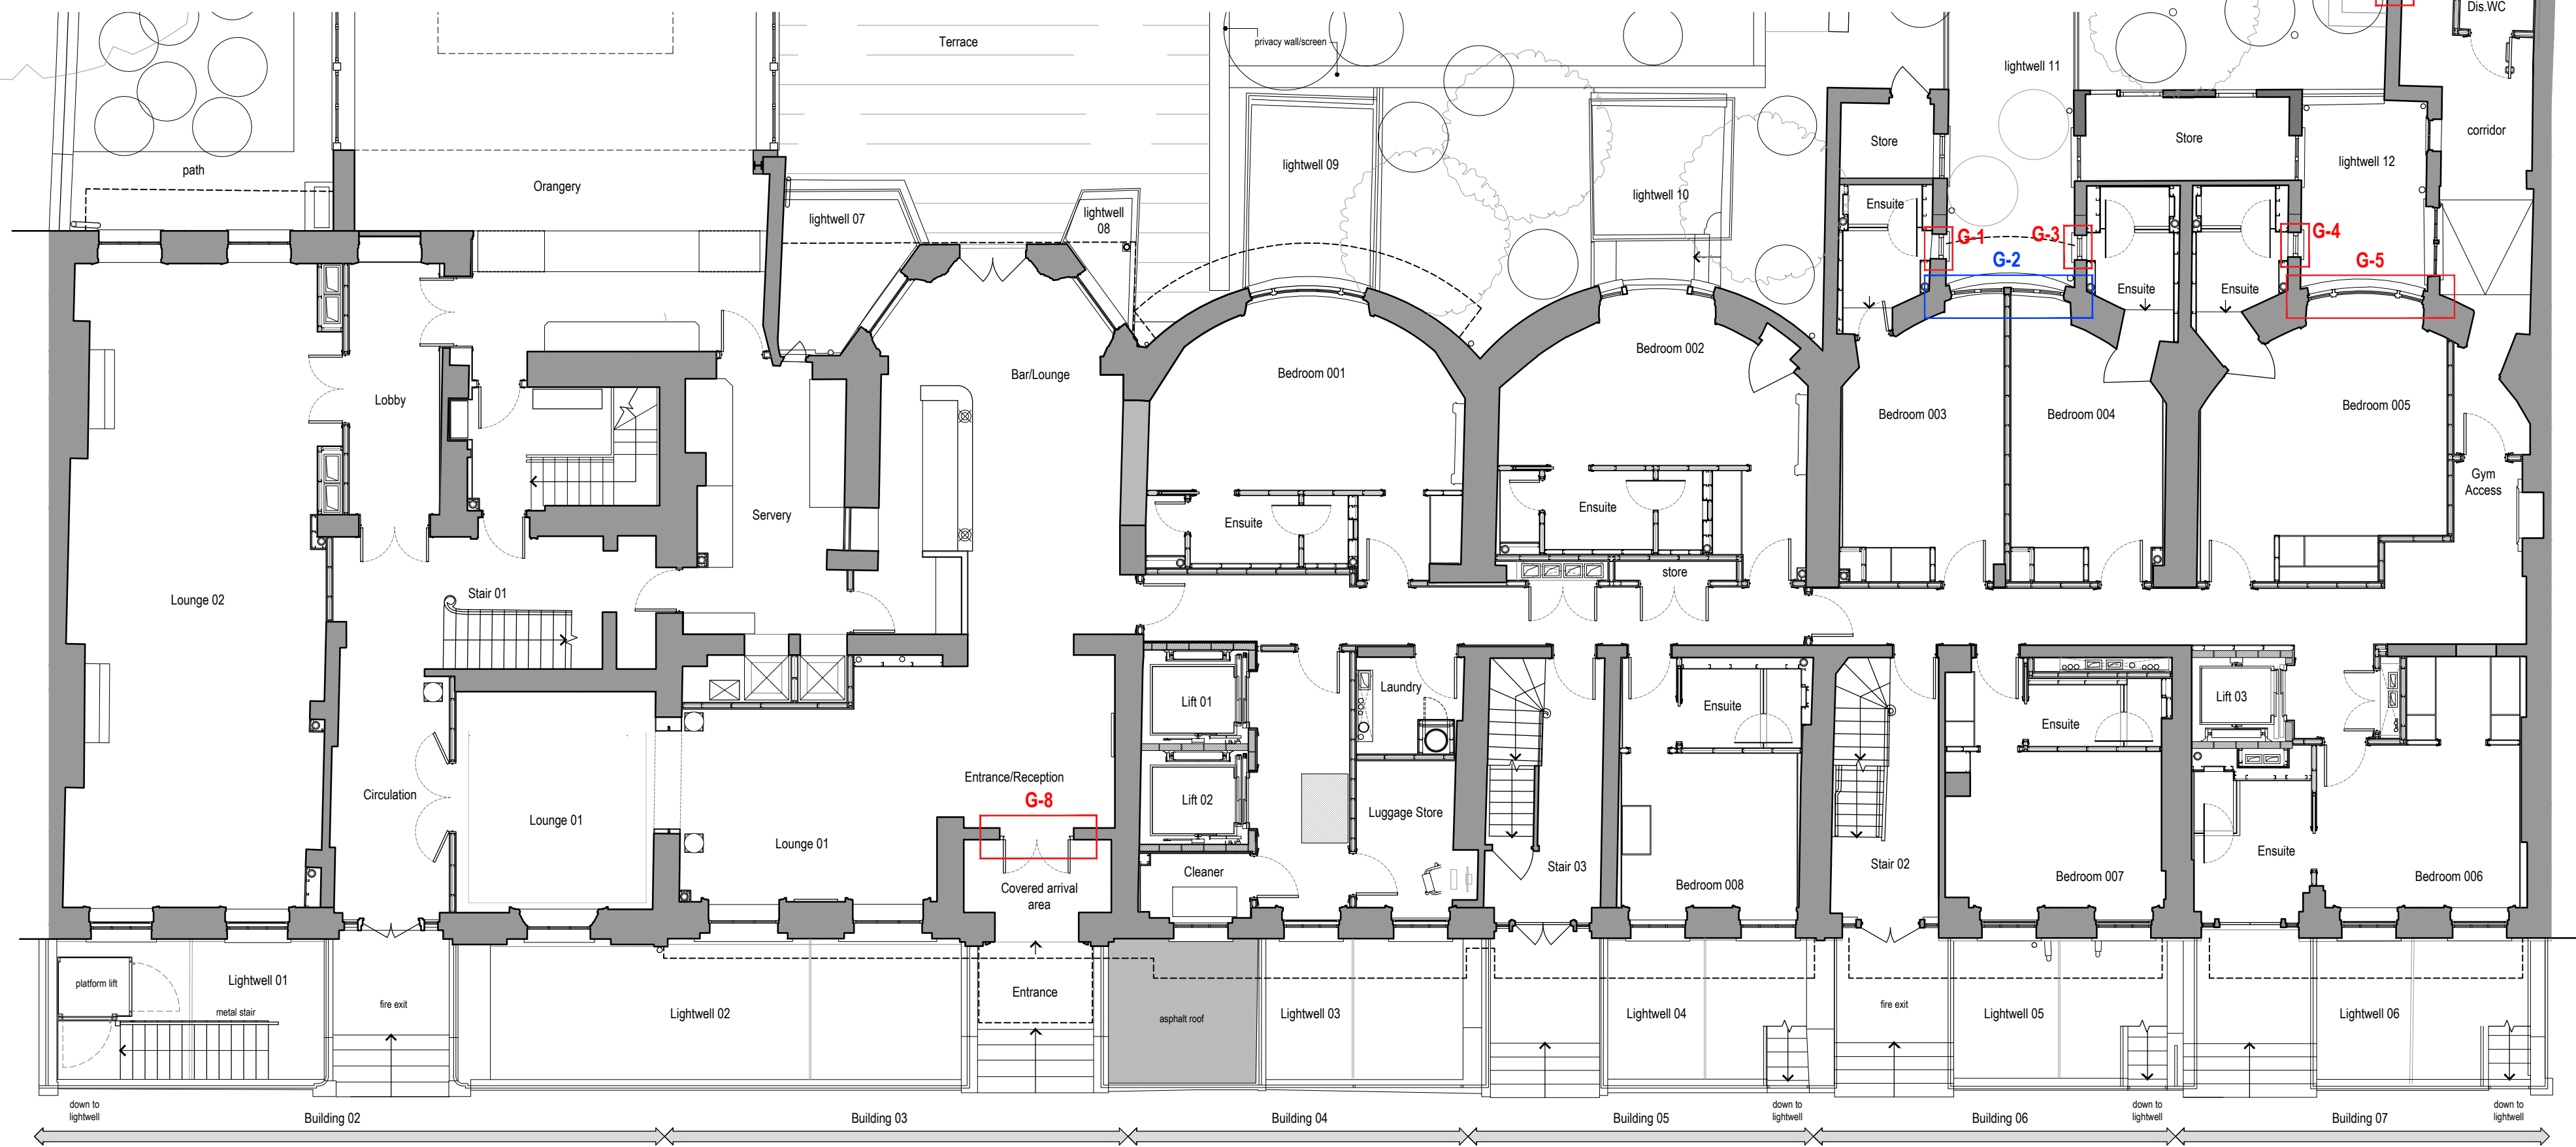 Dis.WC
Terrace
privacy wall/screen
lightwell 11
path
Orangery
lightwell 09
Store
Store
corridor
lightwell 12
lightwell 07
lightwell
08
lightwell 10
Ensuite
G-1
G-3
G-4
G-2
G-5
Ensuite
Ensuite
Bar/Lounge
Bedroom 001
Bedroom 002
Lobby
Bedroom 003
Bedroom 004
Bedroom 005
Gym
Access
Servery
Ensuite
Ensuite
Lounge 02
Stair 01
store
Lift 01
Laundry
Ensuite
Ensuite
Lift 03
Circulation
Entrance/Reception
G-8
Lift 02
Luggage Store
Lounge 01
Lounge 01
Covered arrival
area
Cleaner
Stair 03
Bedroom 008
Stair 02
Bedroom 007
Ensuite
Bedroom 006
platform lift
Lightwell 01
metal stair
fire exit
Lightwell 02
Entrance
asphalt roof
Lightwell 03
Lightwell 04
fire exit
Lightwell 05
Lightwell 06
down to
lightwell
Building 02
Building 03
Building 04
Building 05
down to
lightwell
Building 06
down to
lightwell
Building 07
down to
lightwell